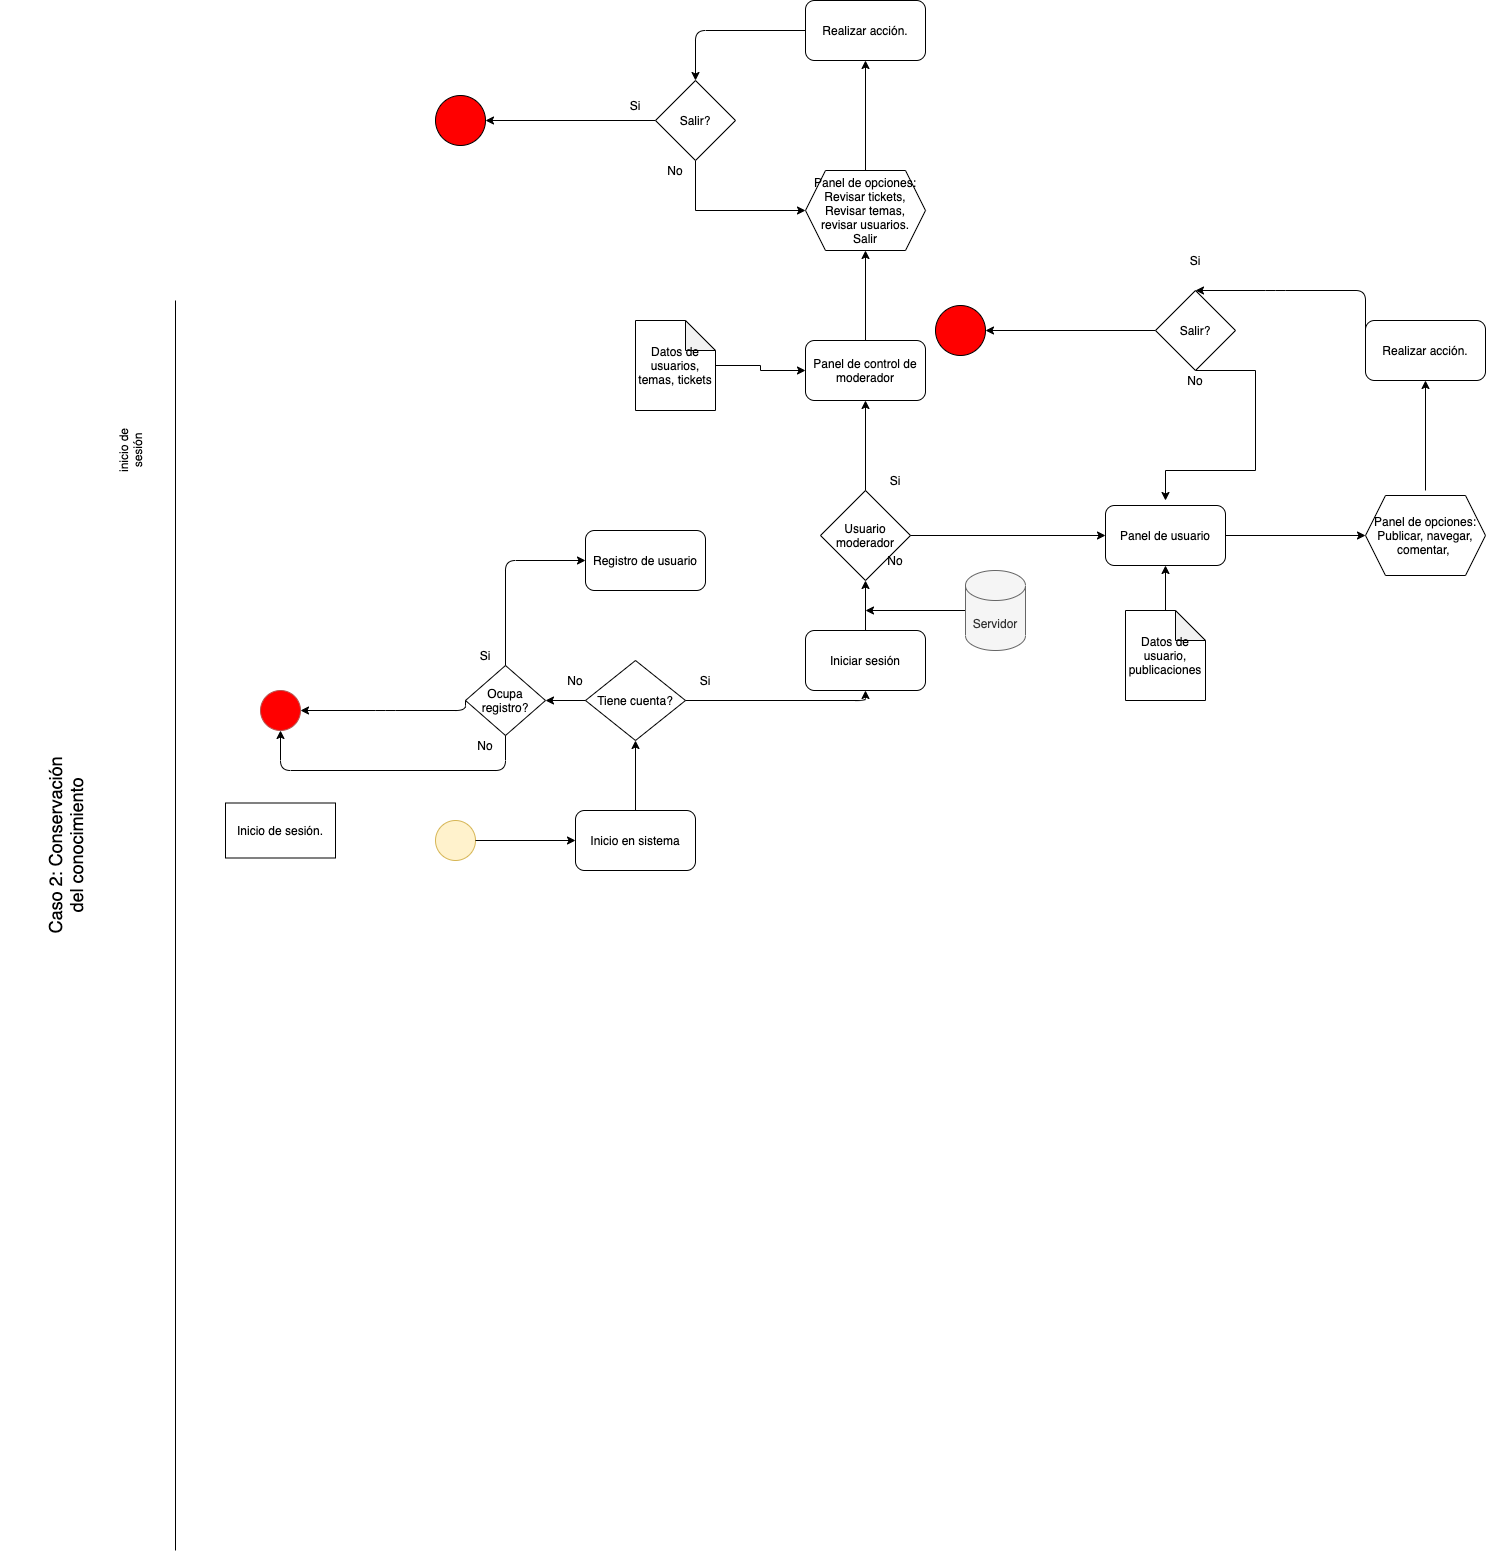 Realizar acción.
Si
Salir?
No
Panel de opciones:
Revisar tickets,
Revisar temas,
revisar usuarios.
Salir
Si
Salir?
No
Realizar acción.
Datos de
usuarios,
temas, tickets
Panel de control de
moderador
inicio de
sesión
Si
Usuario
moderador
No
Panel de usuario
Panel de opciones:
Publicar, navegar,
comentar,
Registro de usuario
Servidor
Datos de
usuario,
publicaciones
Iniciar sesión
Si
Ocupa
registro?
No
No
Tiene cuenta?
Si
Caso 2: Conservación
del conocimiento
Inicio de sesión.
Inicio en sistema